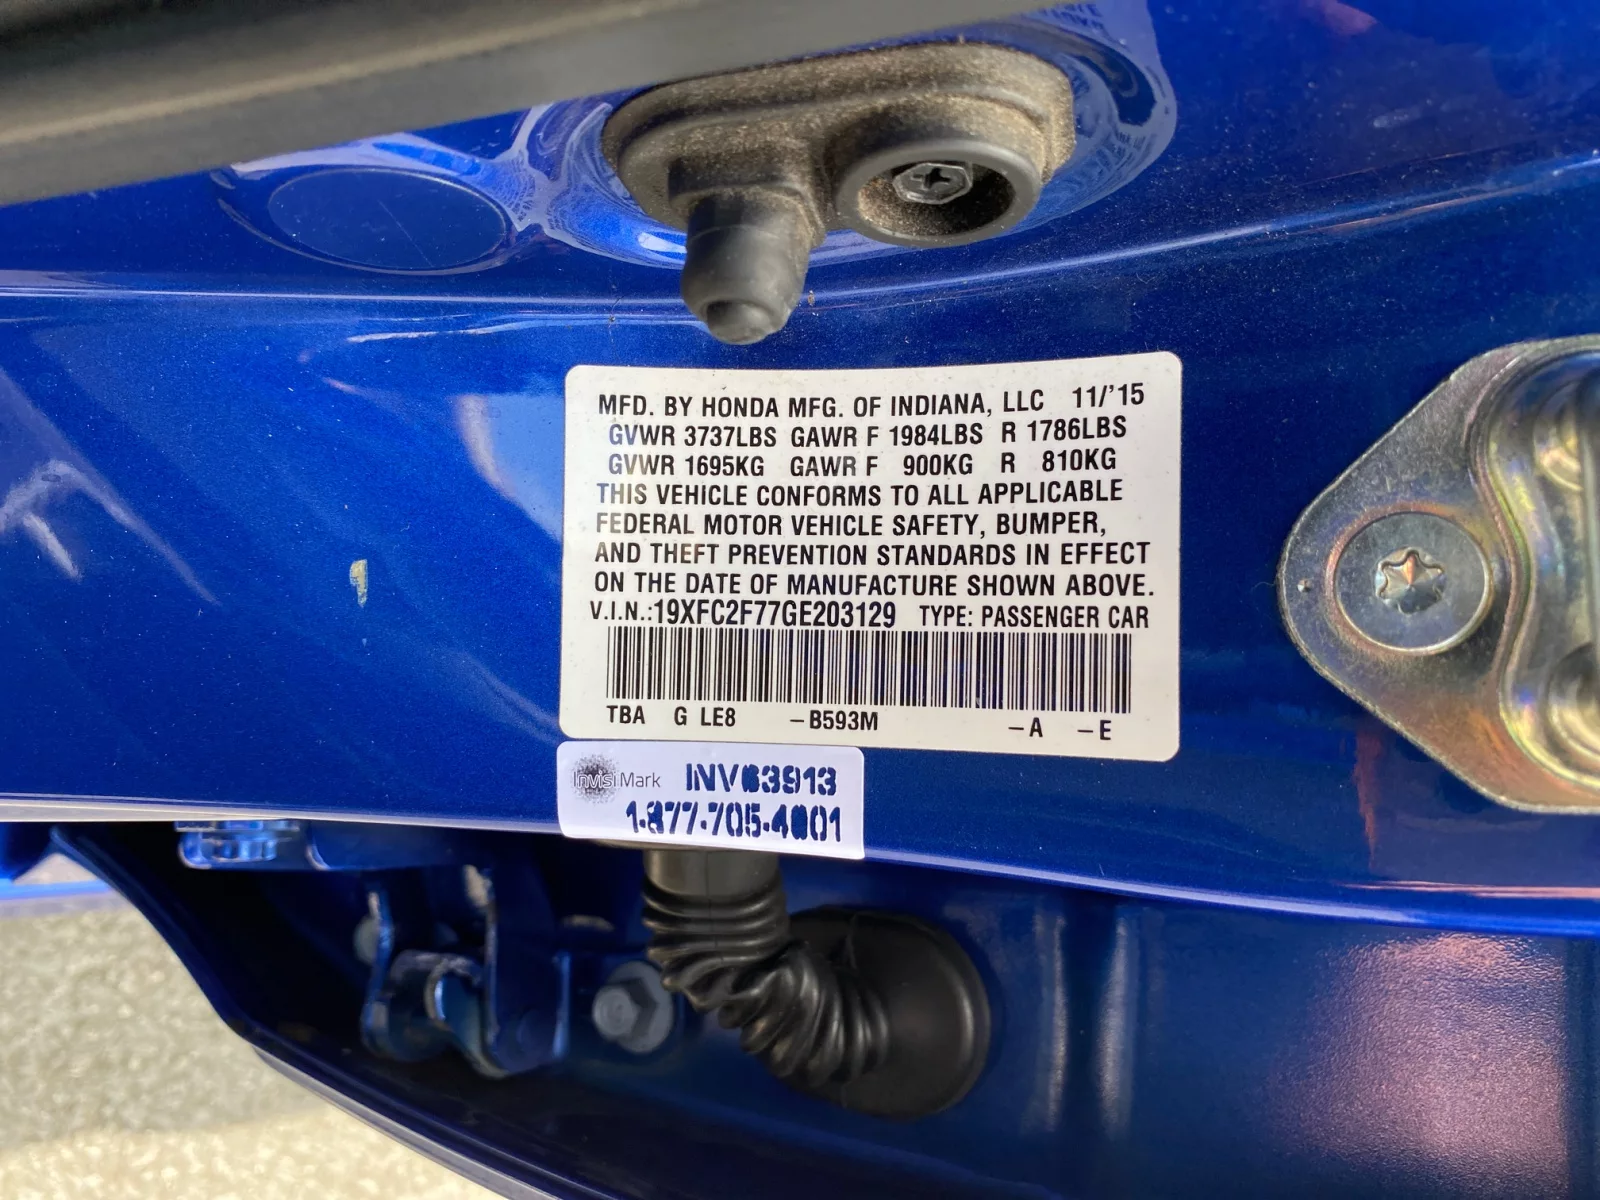 MFD. BY HONDA MFG. OF INDIANA, LLC 11/'15
GVWR 3737LBS GAWR F 1984LBS R 1786LBS
GVWR 1695KG GAWR F 900KG R 810KG
THIS VEHICLE CONFORMS TO ALL APPLICABLE
FEDERAL MOTOR VEHICLE SAFETY, BUMPER,
AND THEFT PREVENTION STANDARDS IN EFFECT
ON THE DATE OF MANUFACTURE SHOWN ABOVE.
V.I.N.:19XFC2F77GE203129 TYPE: PASSENGER CAR
TBA G LE8 –B593M –A –E
InvisiMark INV63913
1-877-705-4001